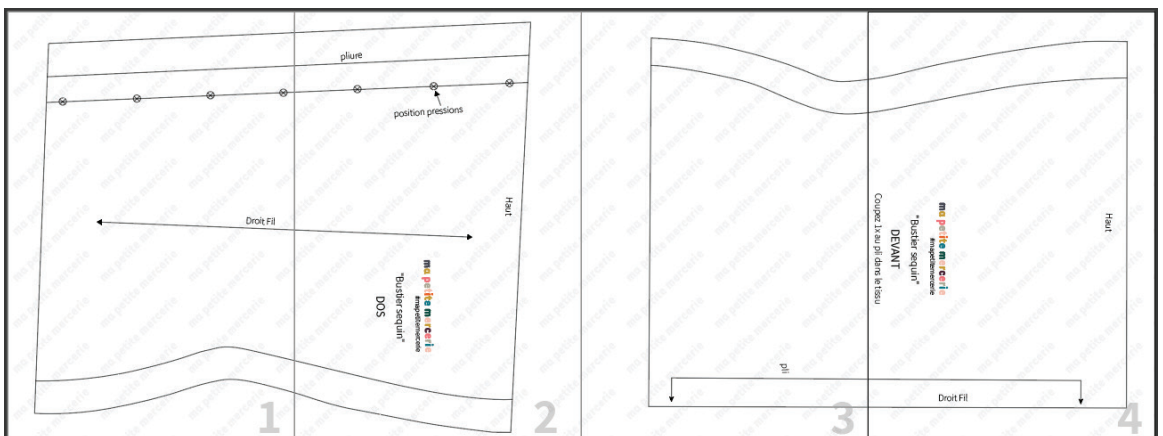 pliure
position pressions
Haut
Droit Fil
ma petite mercerie
#mapetitemercerie
"Bustier sequin"
DOS
1
2
ma petite mercerie
#mapetitemercerie
"Bustier sequin"
DEVANT
Coupez 1x au pli dans le tissu
Haut
pli
Droit Fil
3
4